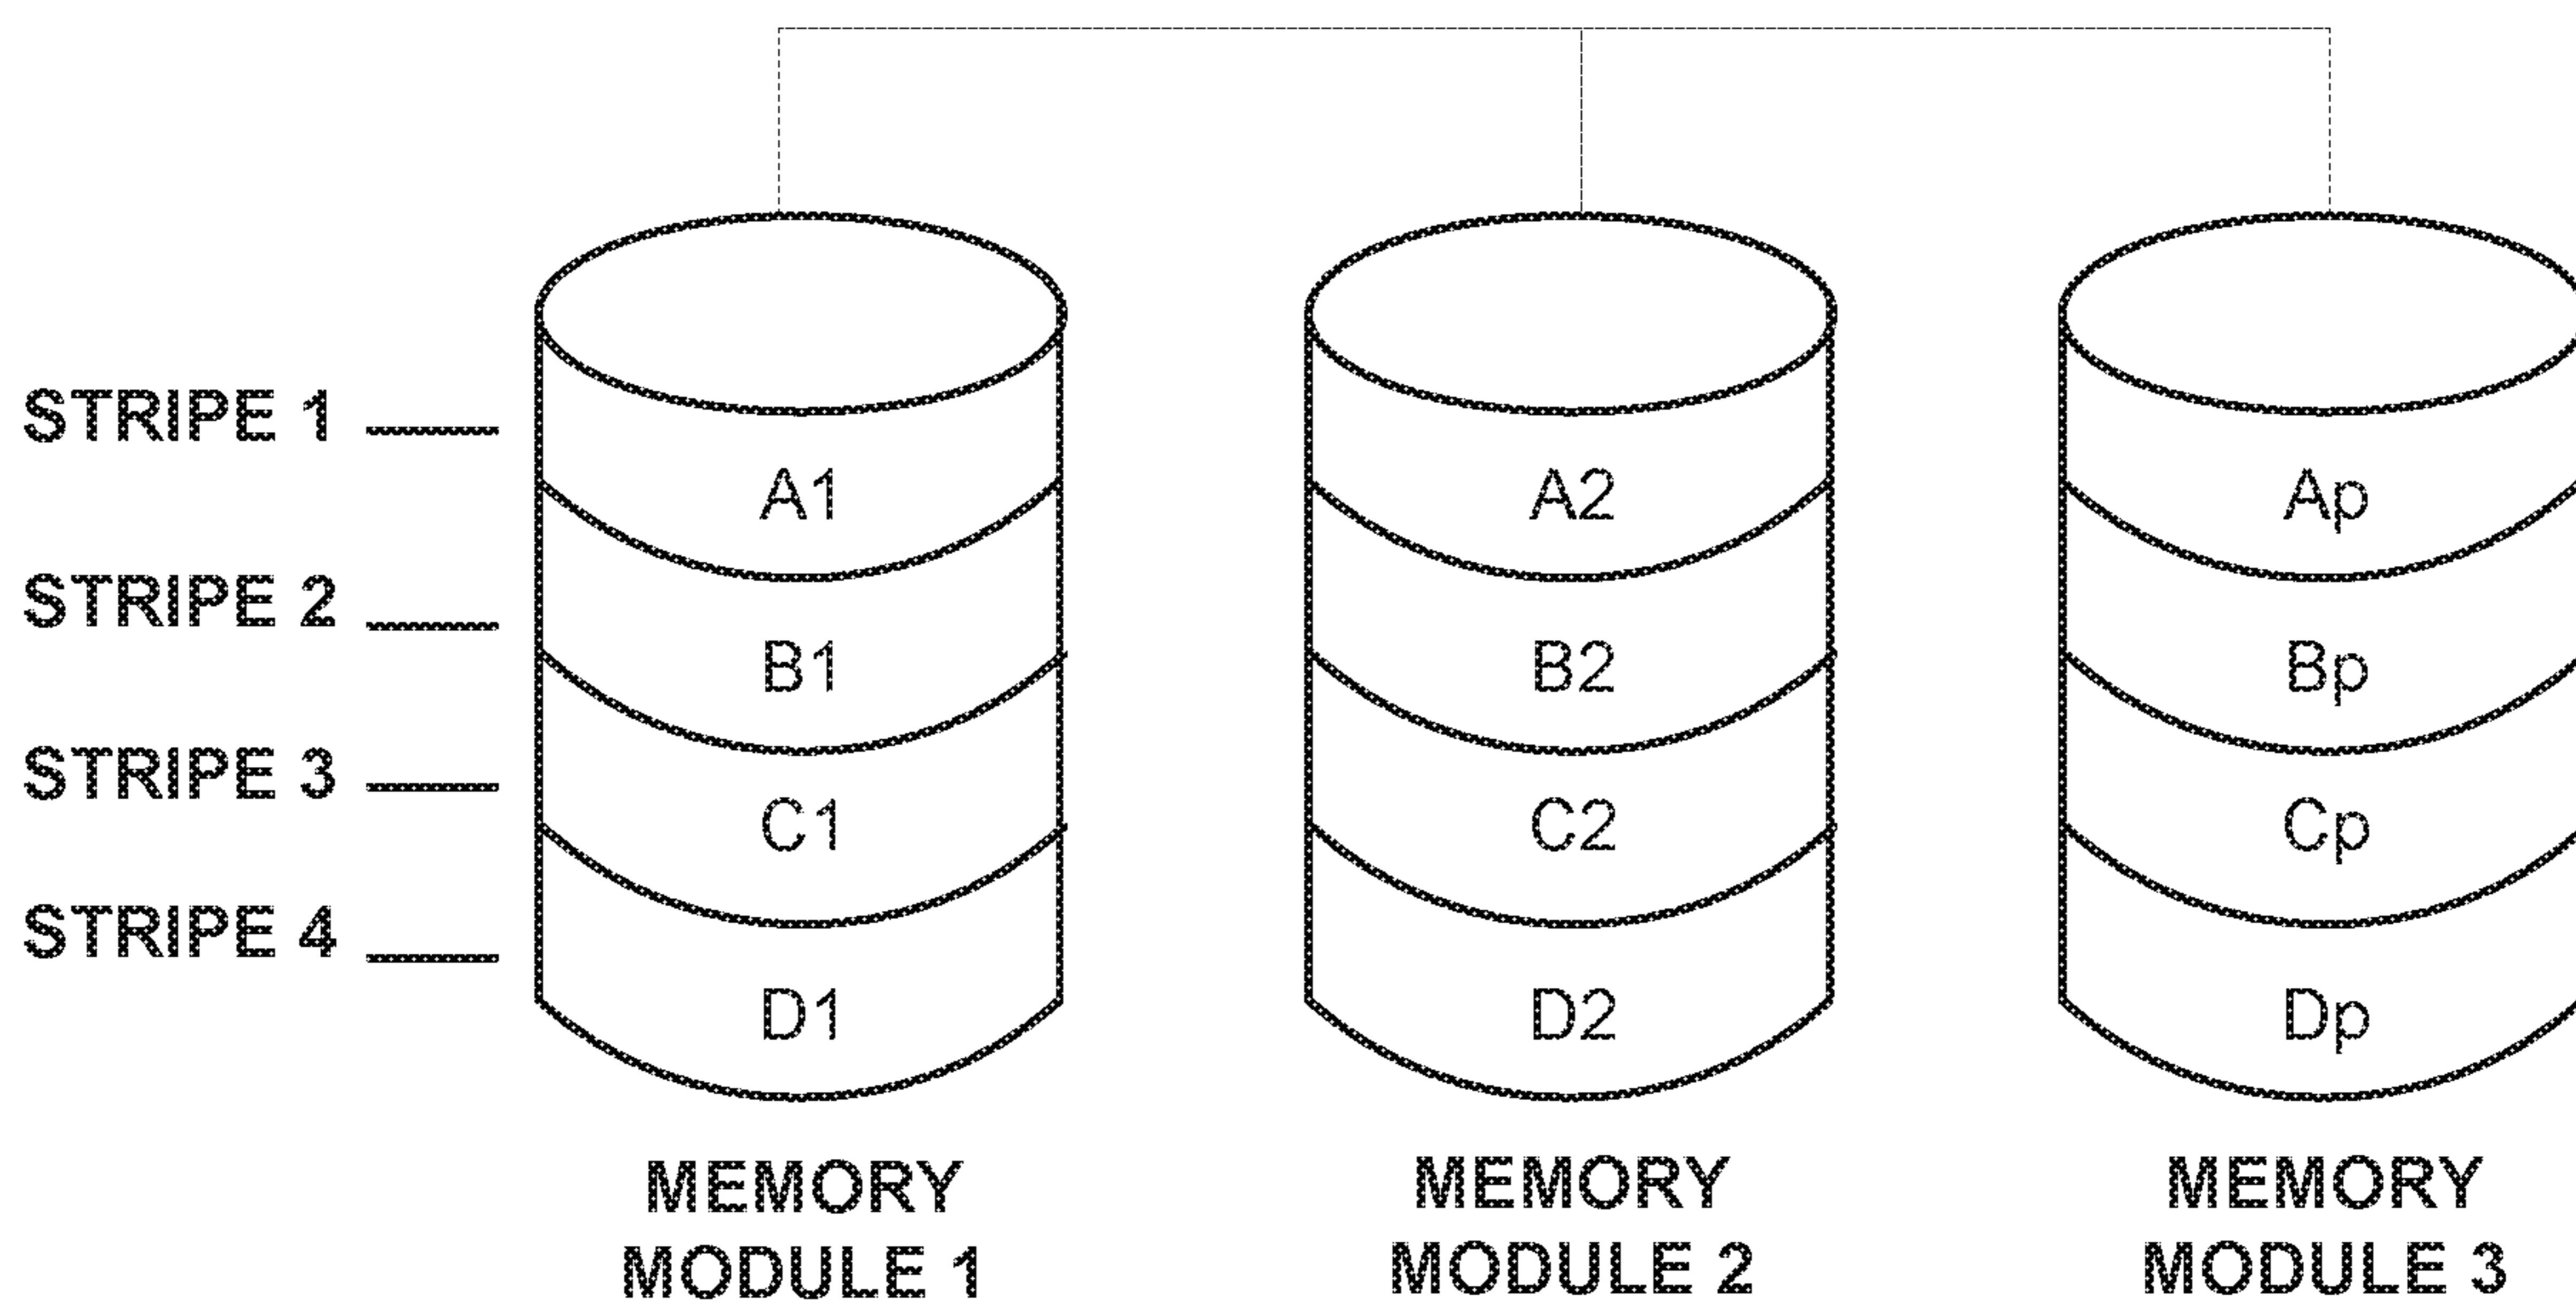 STRIPE 1
A1 A2 Ap
STRIPE 2
B1 B2 Bp
STRIPE 3
C1 C2 Cp
STRIPE 4
D1 D2 Dp
MEMORY MEMORY MEMORY
MODULE 1 MODULE 2 MODULE 3